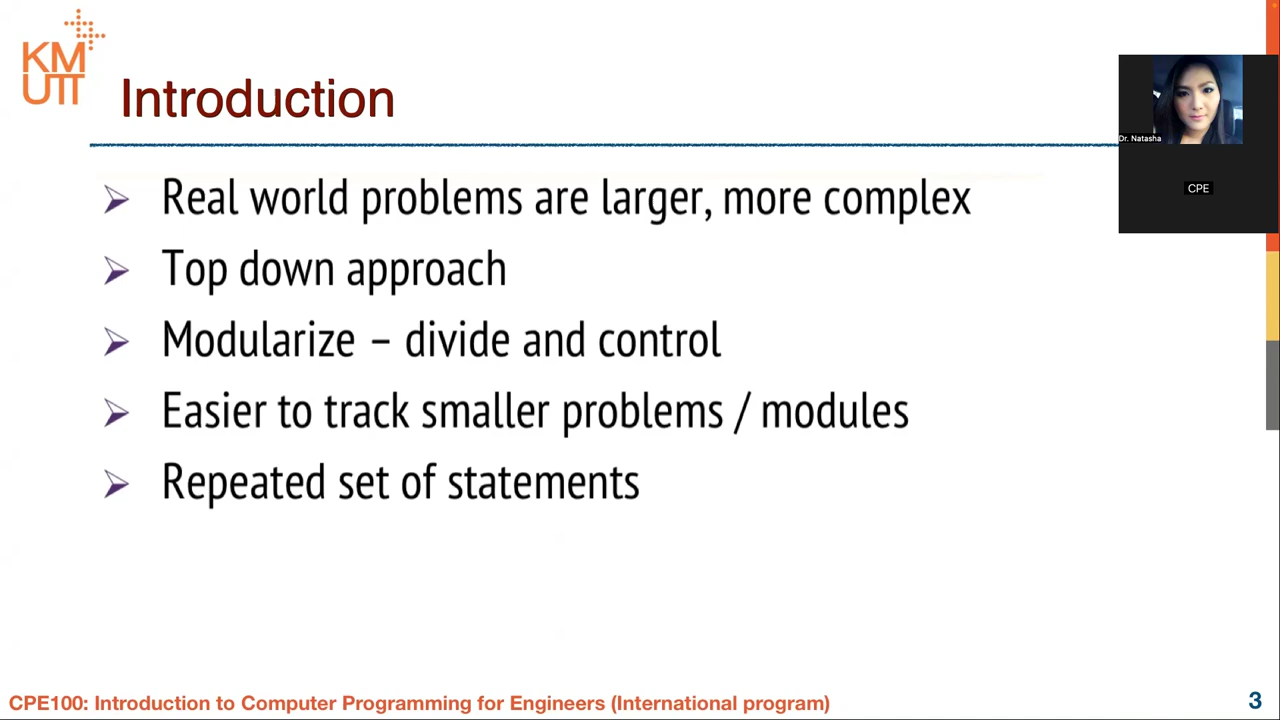 KM
UTT
Introduction
Dr. Natasha
CPE
Real world problems are larger, more complex
Top down approach
Modularize – divide and control
Easier to track smaller problems / modules
Repeated set of statements
CPE100: Introduction to Computer Programming for Engineers (International program)
3